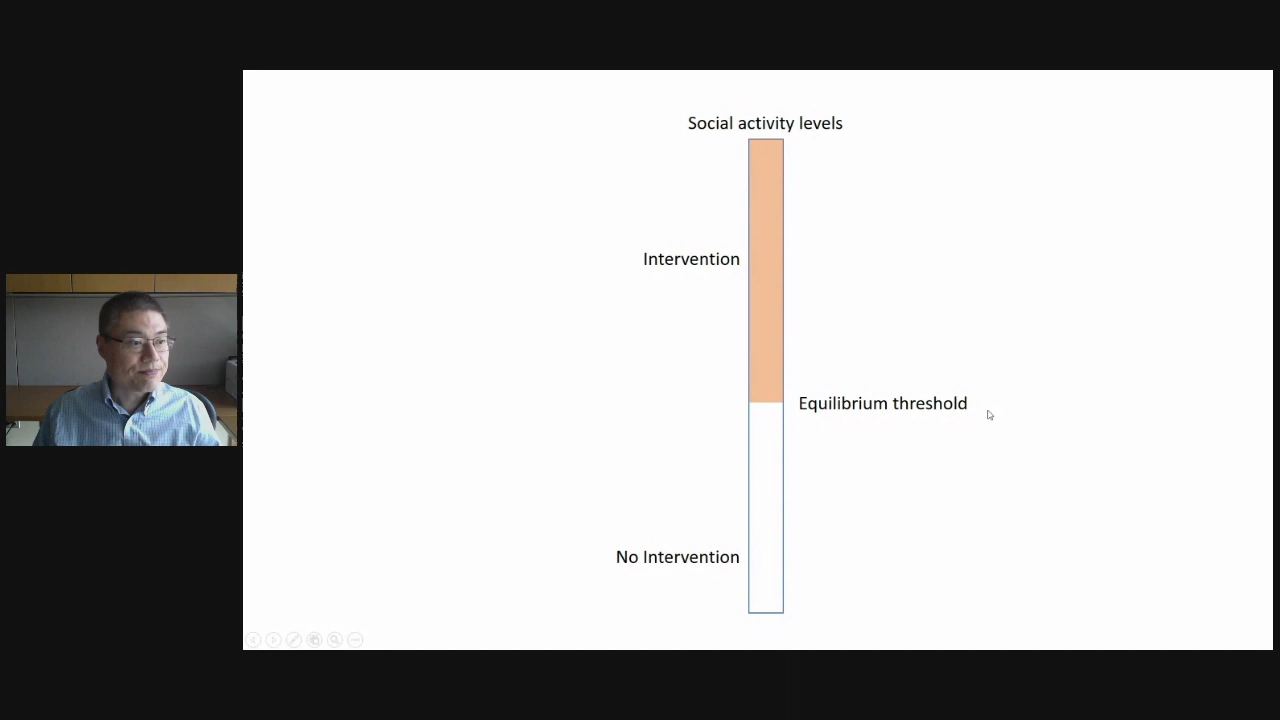 Social activity levels
Intervention
Equilibrium threshold
No Intervention